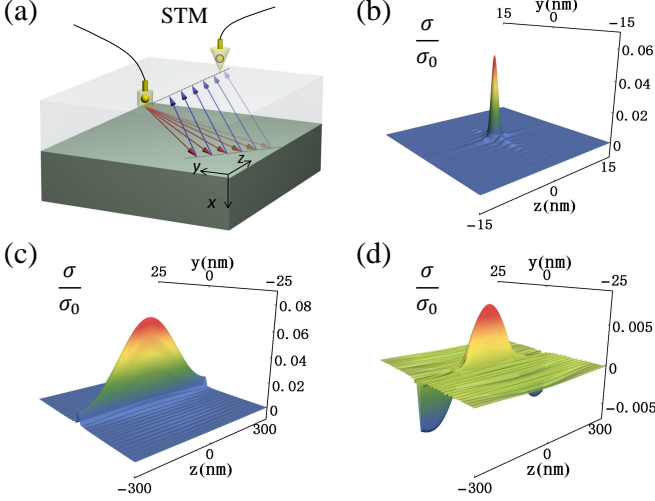 (a)
STM
y
z
x
(b)
σ
σ₀
y(nm)
15
0
-15
0.06
0.04
0.02
0
15
0
-15
z(nm)
(c)
σ
σ₀
y(nm)
25
0
-25
0.08
0.06
0.04
0.02
0
300
0
-300
z(nm)
(d)
σ
σ₀
y(nm)
25
0
-25
0.005
0
-0.005
300
0
-300
z(nm)